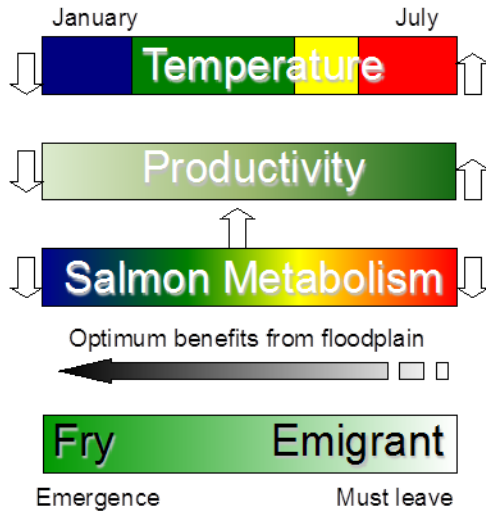 January July
Temperature
Productivity
Salmon Metabolism
Optimum benefits from floodplain
Fry Emigrant
Emergence Must leave